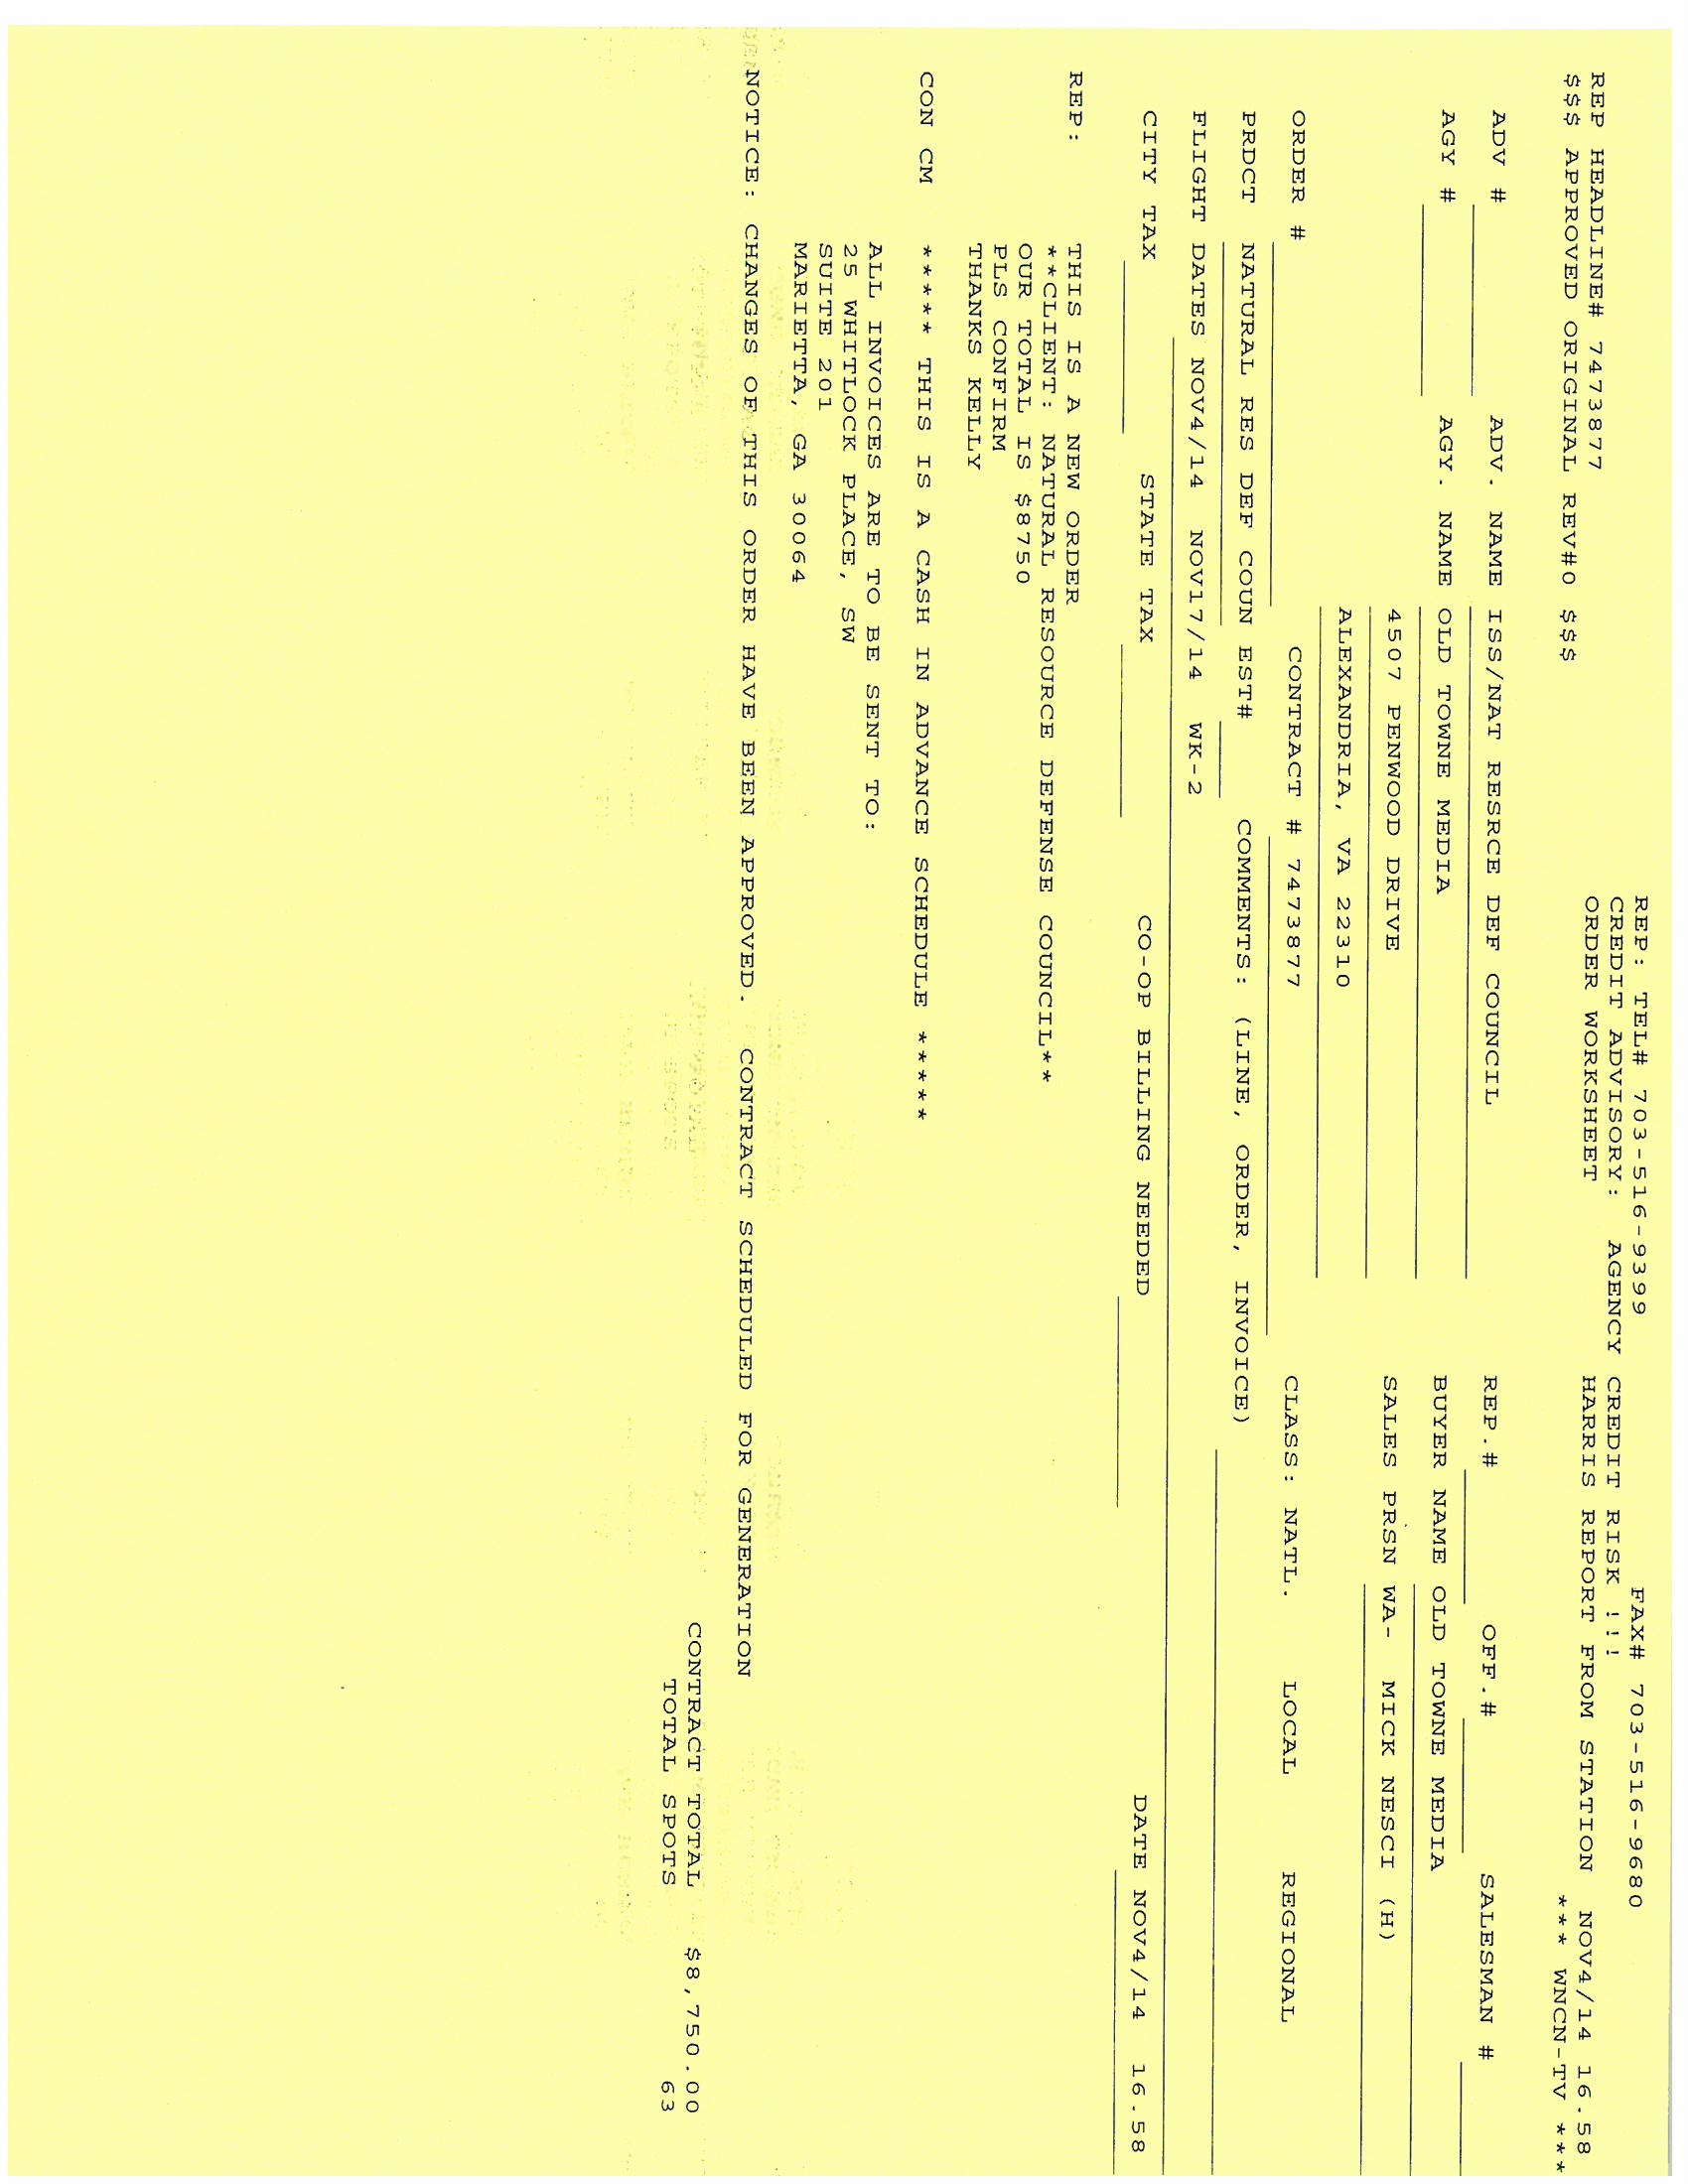 REP: TEL# 703-516-9399 FAX# 703-516-9680
CREDIT ADVISORY: AGENCY CREDIT RISK !!!
REP HEADLINE# 7473877 ORDER WORKSHEET HARRIS REPORT FROM STATION NOV4/14 16.58
$$$ APPROVED ORIGINAL REV#0 $$$ *** WNCN-TV ***
ADV # ADV. NAME ISS/NAT RESRCE DEF COUNCIL REP.# OFF.# SALESMAN #
AGY # AGY. NAME OLD TOWNE MEDIA BUYER NAME OLD TOWNE MEDIA
4507 PENWOOD DRIVE SALES PRSN WA- MICK NESCI (H)
ALEXANDRIA, VA 22310
ORDER # CONTRACT # 7473877 CLASS: NATL. LOCAL REGIONAL
PRDCT NATURAL RES DEF COUN EST# COMMENTS: (LINE, ORDER, INVOICE)
FLIGHT DATES NOV4/14 NOV17/14 WK-2
CITY TAX STATE TAX CO-OP BILLING NEEDED DATE NOV4/14 16.58
REP: THIS IS A NEW ORDER
**CLIENT: NATURAL RESOURCE DEFENSE COUNCIL**
OUR TOTAL IS $8750
PLS CONFIRM
THANKS KELLY
CON CM ***** THIS IS A CASH IN ADVANCE SCHEDULE *****
ALL INVOICES ARE TO BE SENT TO:
25 WHITLOCK PLACE, SW
SUITE 201
MARIETTA, GA 30064
NOTICE: CHANGES OF THIS ORDER HAVE BEEN APPROVED. CONTRACT SCHEDULED FOR GENERATION
CONTRACT TOTAL $8,750.00
TOTAL SPOTS 63